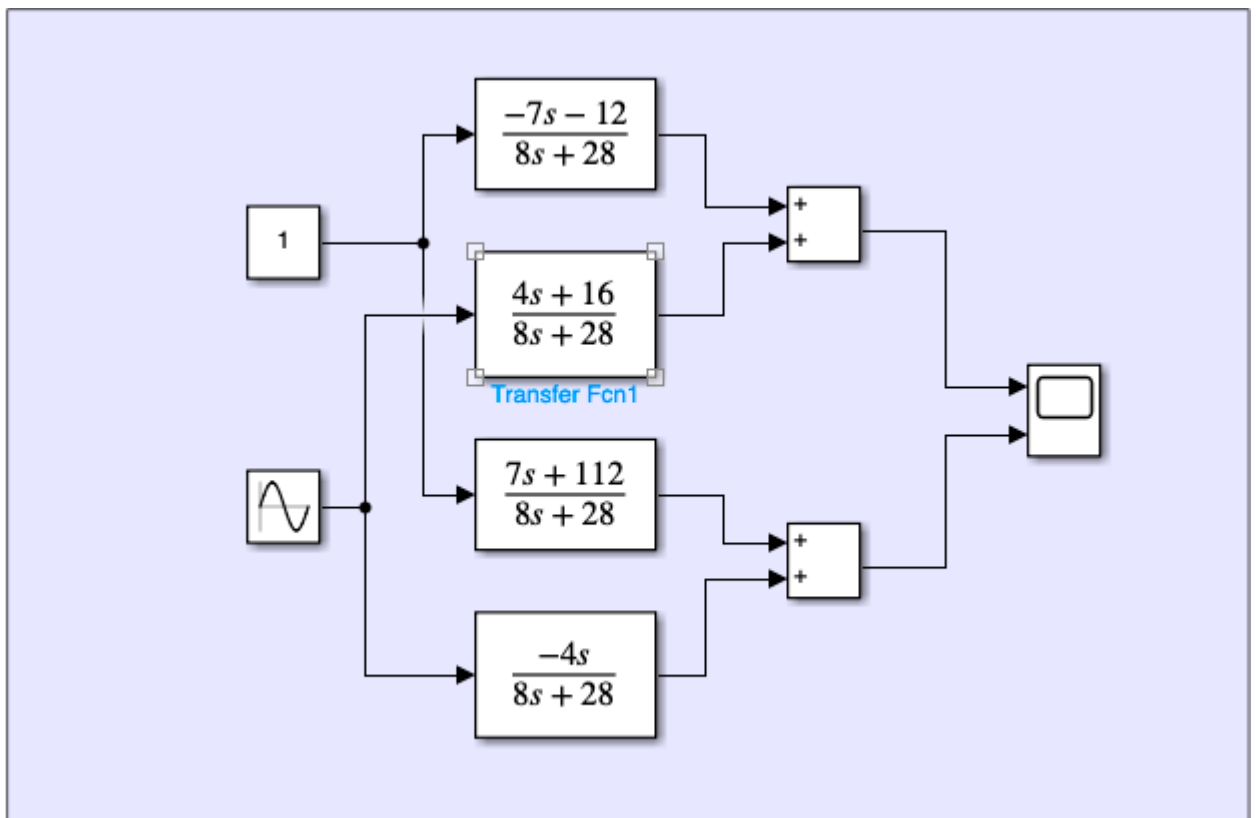 −7s − 12
8s + 28
+
1
+
4s + 16
8s + 28
Transfer Fcn1
7s + 112
8s + 28
+
+
−4s
8s + 28